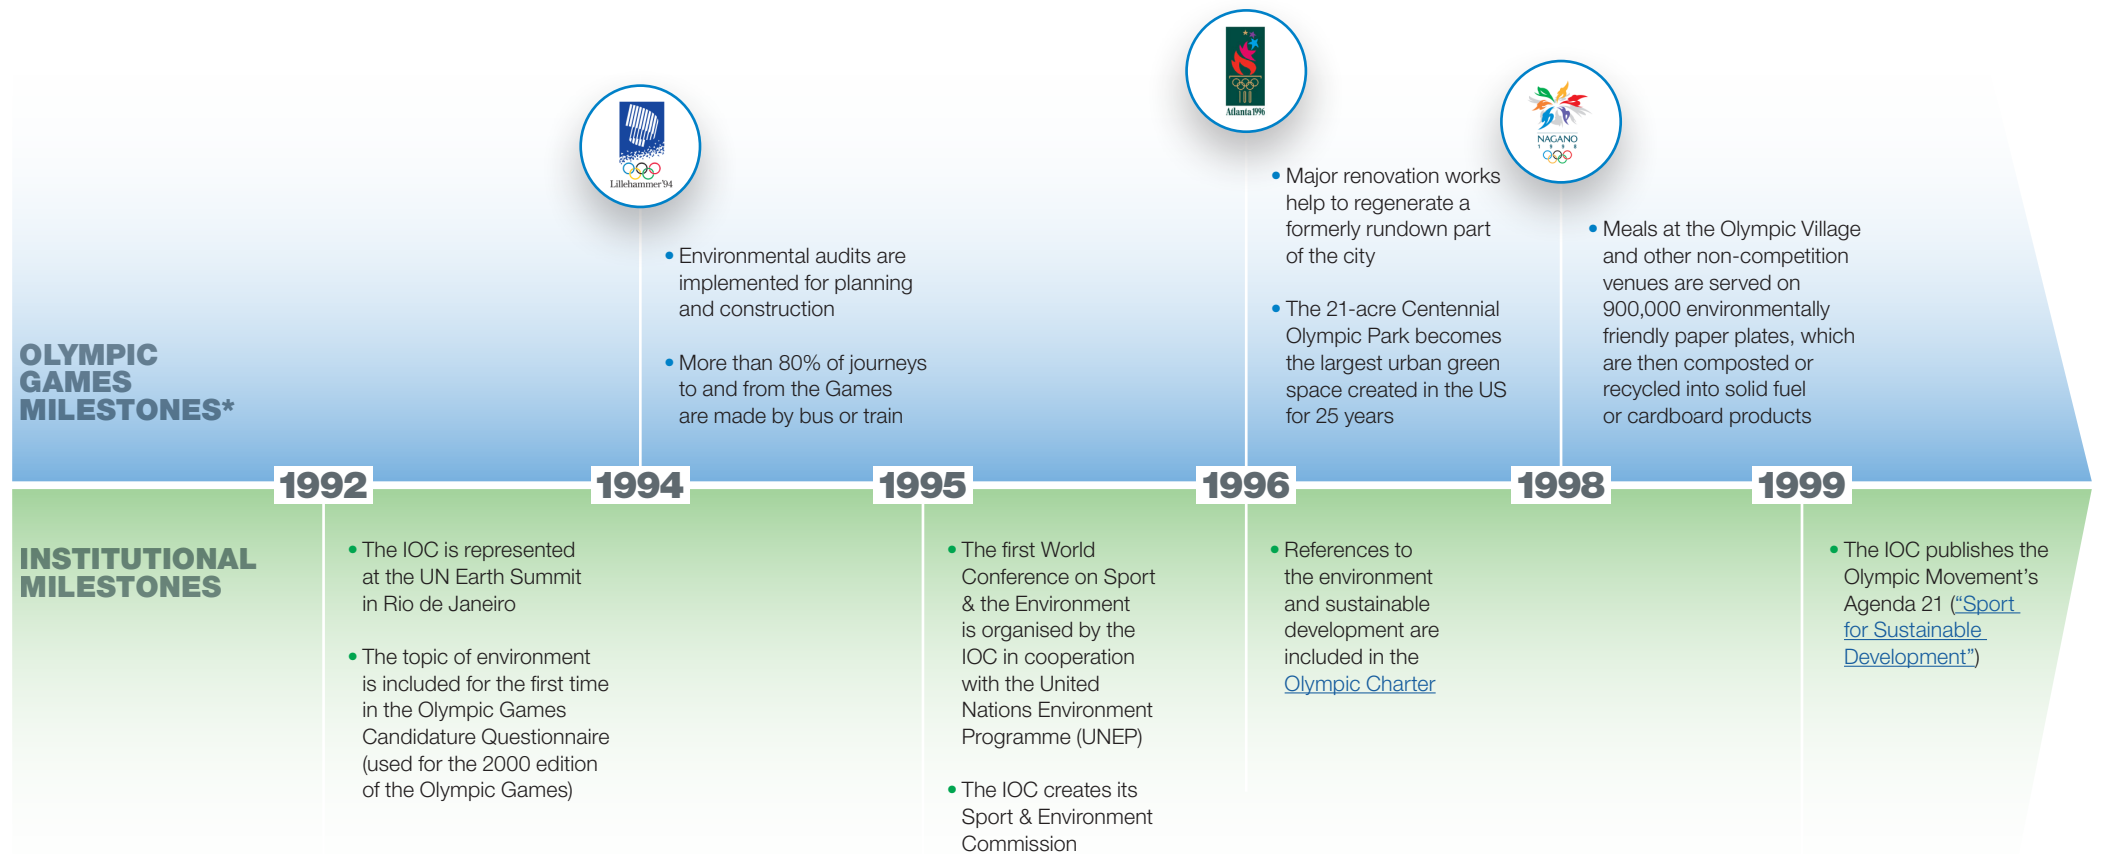 Lillehammer'94
Atlanta 1996
NAGANO
1998
OLYMPIC
GAMES
MILESTONES*
• Environmental audits are
implemented for planning
and construction
• More than 80% of journeys
to and from the Games
are made by bus or train
• Major renovation works
help to regenerate a
formerly rundown part
of the city
• The 21-acre Centennial
Olympic Park becomes
the largest urban green
space created in the US
for 25 years
• Meals at the Olympic Village
and other non-competition
venues are served on
900,000 environmentally
friendly paper plates, which
are then composted or
recycled into solid fuel
or cardboard products
1992
1994
1995
1996
1998
1999
INSTITUTIONAL
MILESTONES
• The IOC is represented
at the UN Earth Summit
in Rio de Janeiro
• The topic of environment
is included for the first time
in the Olympic Games
Candidature Questionnaire
(used for the 2000 edition
of the Olympic Games)
• The first World
Conference on Sport
& the Environment
is organised by the
IOC in cooperation
with the United
Nations Environment
Programme (UNEP)
• The IOC creates its
Sport & Environment
Commission
• References to
the environment
and sustainable
development are
included in the
Olympic Charter
• The IOC publishes the
Olympic Movement's
Agenda 21 (“Sport
for Sustainable
Development”)